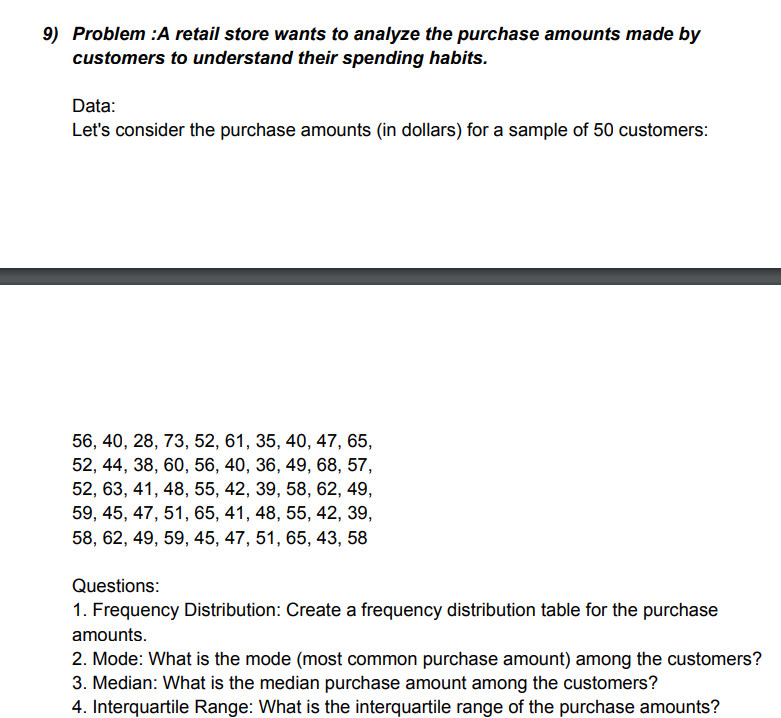 9) Problem :A retail store wants to analyze the purchase amounts made by
customers to understand their spending habits.
Data:
Let's consider the purchase amounts (in dollars) for a sample of 50 customers:
56, 40, 28, 73, 52, 61, 35, 40, 47, 65,
52, 44, 38, 60, 56, 40, 36, 49, 68, 57,
52, 63, 41, 48, 55, 42, 39, 58, 62, 49,
59, 45, 47, 51, 65, 41, 48, 55, 42, 39,
58, 62, 49, 59, 45, 47, 51, 65, 43, 58
Questions:
1. Frequency Distribution: Create a frequency distribution table for the purchase
amounts.
2. Mode: What is the mode (most common purchase amount) among the customers?
3. Median: What is the median purchase amount among the customers?
4. Interquartile Range: What is the interquartile range of the purchase amounts?